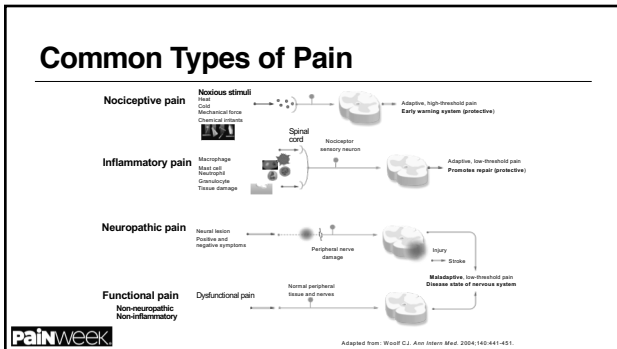 Common Types of Pain
Nociceptive pain
Noxious stimuli
Heat
Cold
Mechanical force
Chemical irritants
Adaptive, high-threshold pain
Early warning system (protective)
Spinal
cord
Nociceptor
sensory neuron
Inflammatory pain
Macrophage
Mast cell
Neutrophil
Granulocyte
Tissue damage
Adaptive, low-threshold pain
Promotes repair (protective)
Neuropathic pain
Neural lesion
Positive and
negative symptoms
Peripheral nerve
damage
Injury
Stroke
Maladaptive, low-threshold pain
Disease state of nervous system
Functional pain
Non-neuropathic
Non-inflammatory
Dysfunctional pain
Normal peripheral
tissue and nerves
PAINWEEK.
Adapted from: Woolf CJ. Ann Intern Med. 2004;140:441-451.